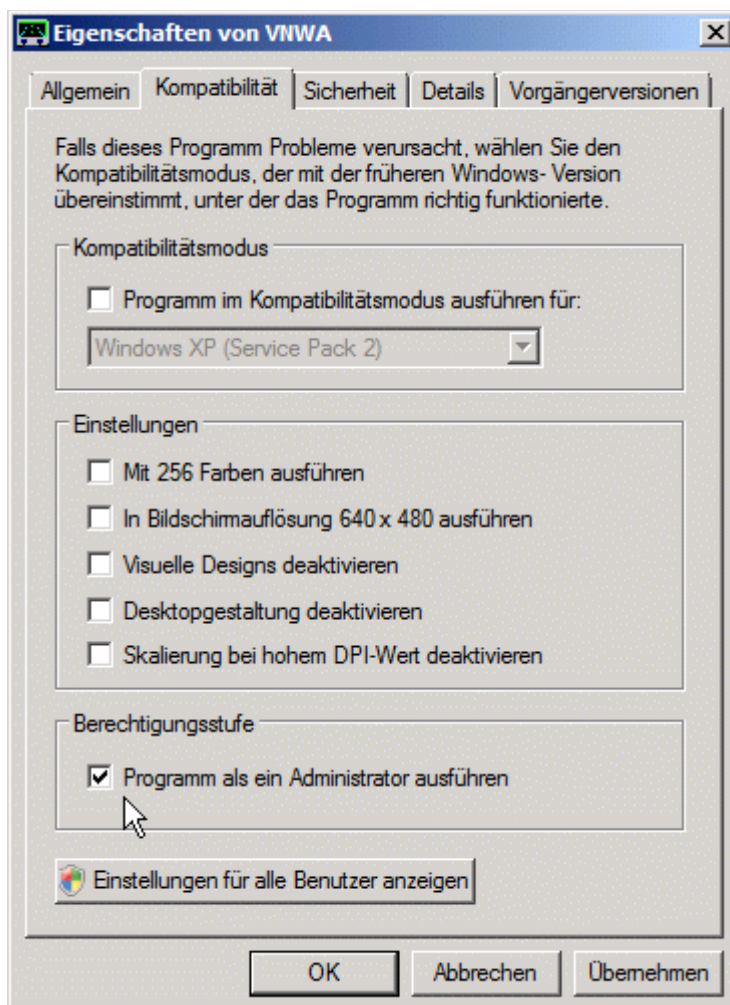 Eigenschaften von VNWA
Allgemein Kompatibilität Sicherheit Details Vorgängerversionen
Falls dieses Programm Probleme verursacht, wählen Sie den
Kompatibilitätsmodus, der mit der früheren Windows- Version
übereinstimmt, unter der das Programm richtig funktionierte.
Kompatibilitätsmodus
Programm im Kompatibilitätsmodus ausführen für:
Windows XP (Service Pack 2)
Einstellungen
Mit 256 Farben ausführen
In Bildschirmauflösung 640 x 480 ausführen
Visuelle Designs deaktivieren
Desktopgestaltung deaktivieren
Skalierung bei hohem DPI-Wert deaktivieren
Berechtigungsstufe
Programm als ein Administrator ausführen
Einstellungen für alle Benutzer anzeigen
OK Abbrechen Übernehmen